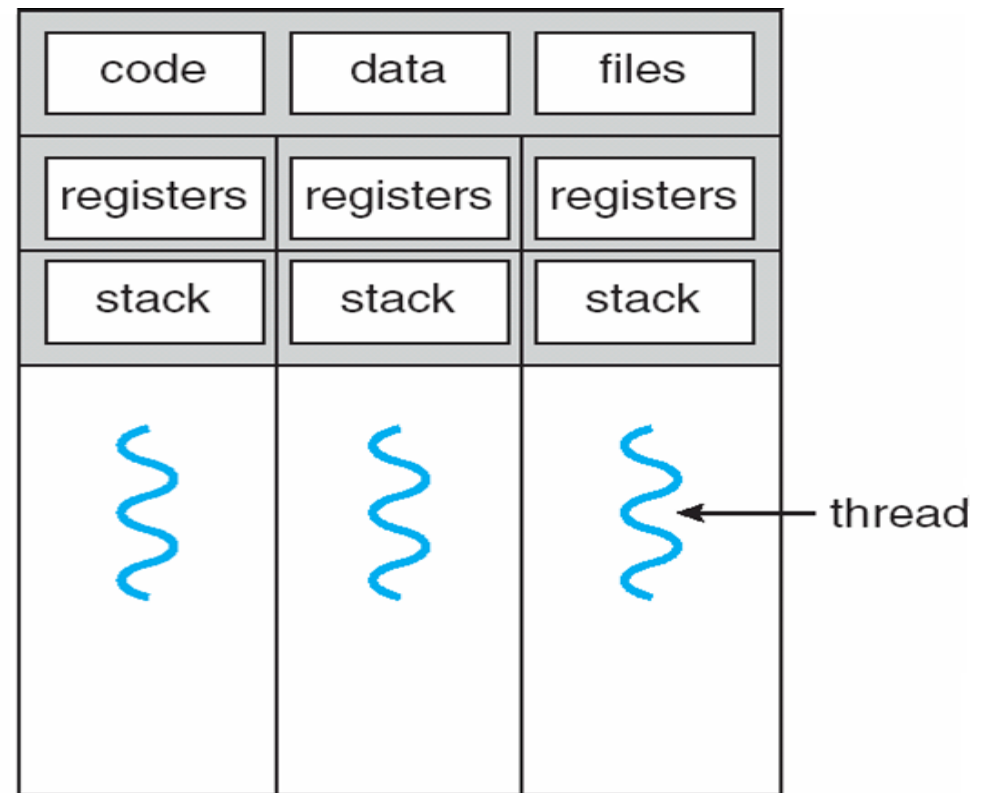 code data files
registers registers registers
stack stack stack
thread